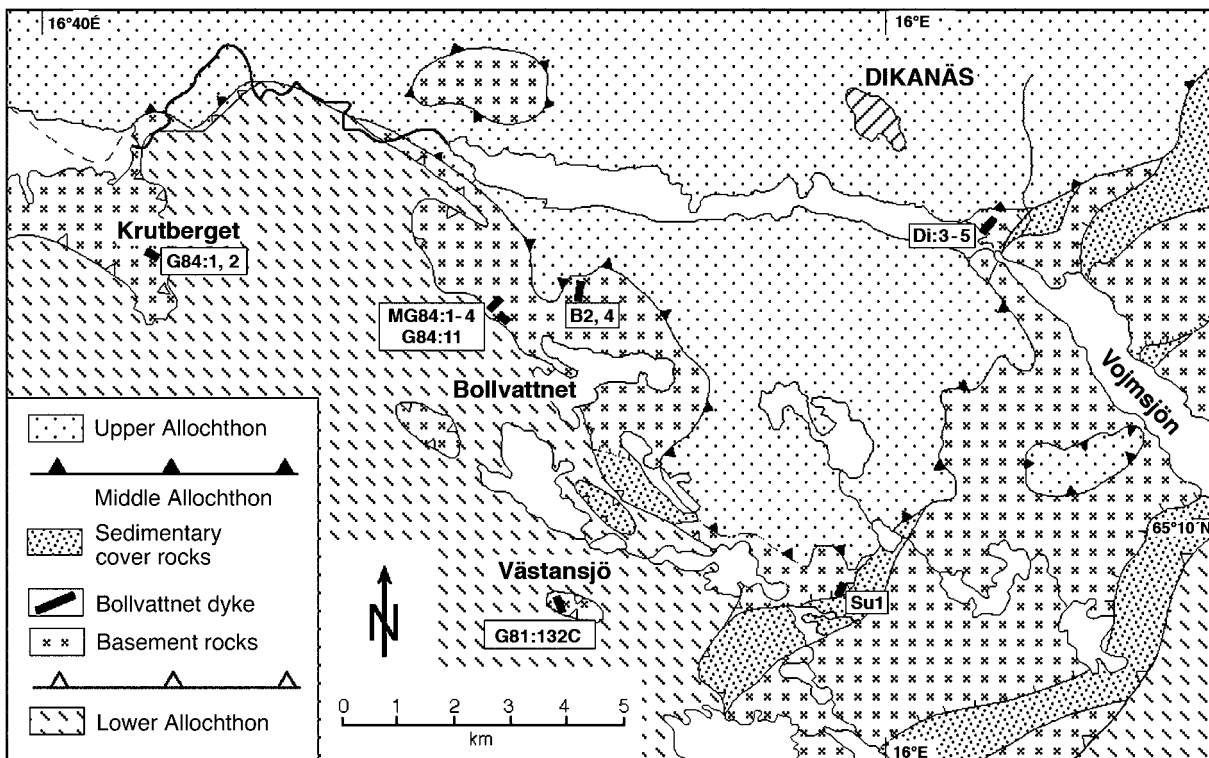 16°40E
16°E
DIKANÄS
Krutberget
G84:1, 2
Di:3-5
MG84:1-4
G84:11
B2, 4
Bollvattnet
Vojmsjön
Upper Allochthon
Middle Allochthon
Sedimentary
cover rocks
Bollvattnet dyke
Basement rocks
Lower Allochthon
65°10 N
Västansjö
N
Su1
G81:132C
0 1 2 3 4 5
km
16°E